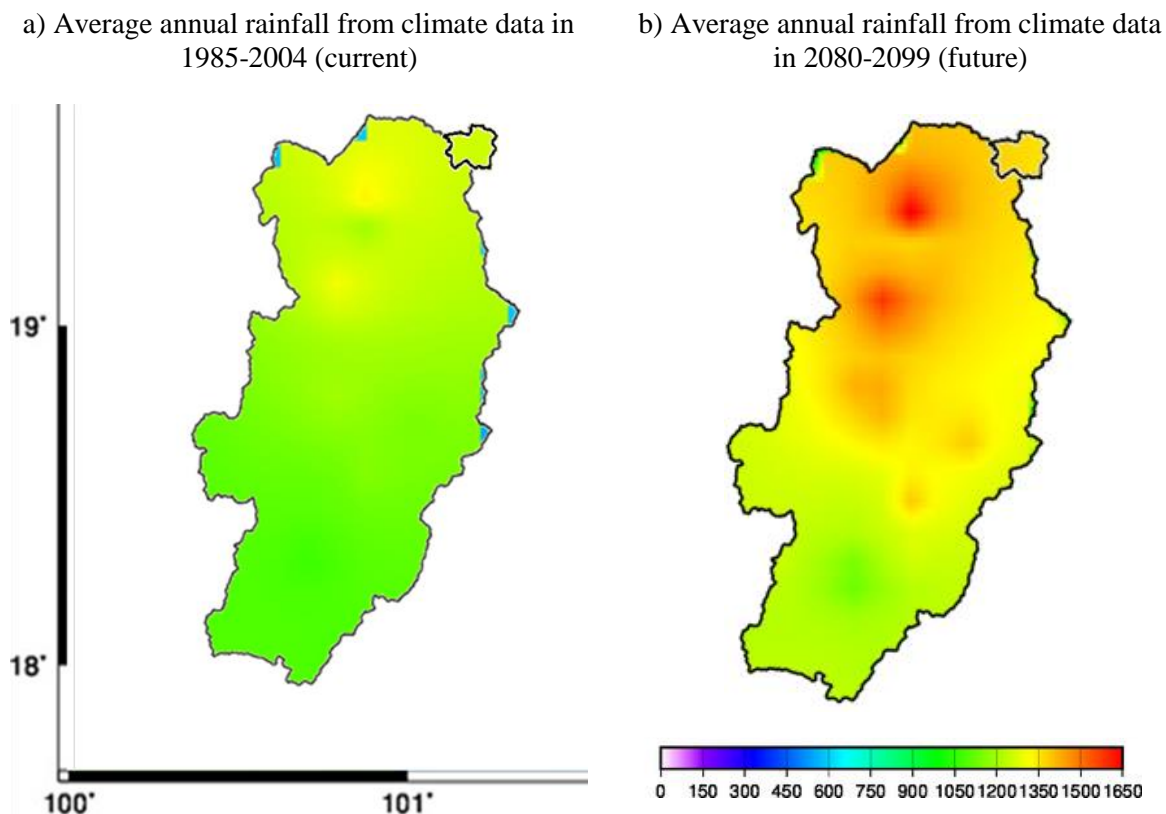 a) Average annual rainfall from climate data in
1985-2004 (current)
b) Average annual rainfall from climate data
in 2080-2099 (future)
19°
18°
100°
101°
0 150 300 450 600 750 900 1050 1200 1350 1500 1650